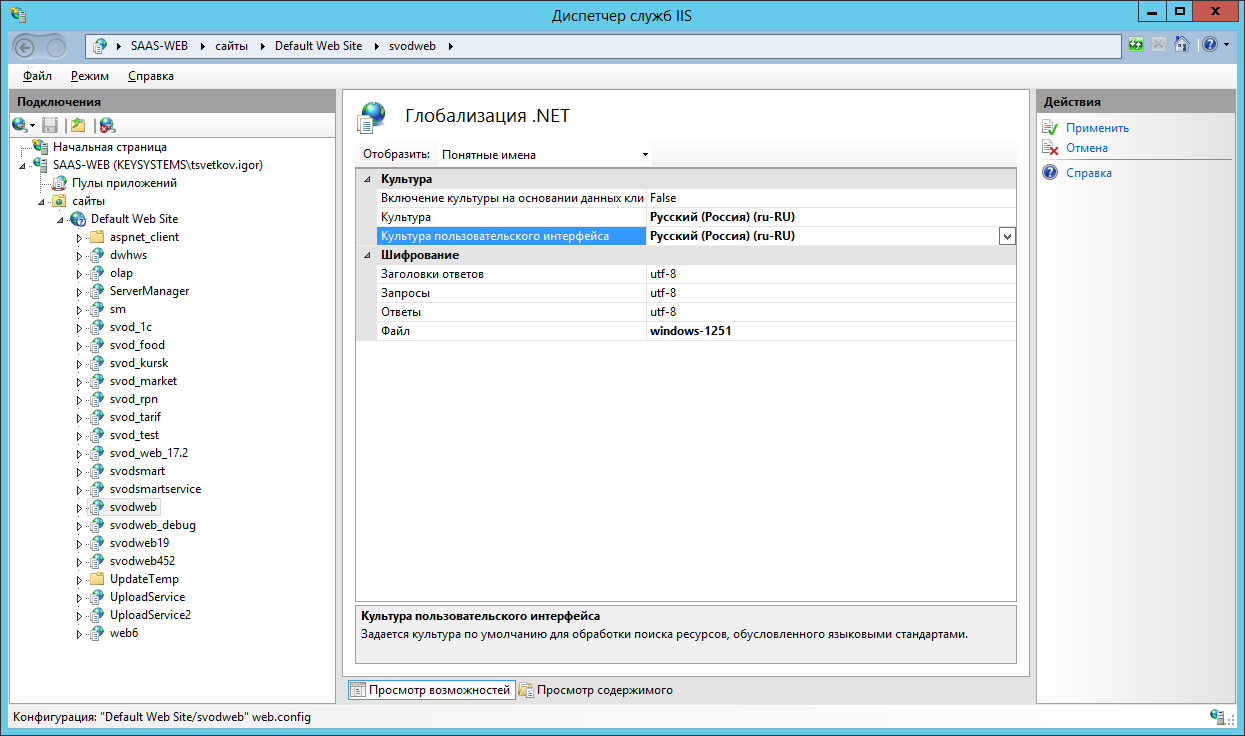 Диспетчер служб IIS
SAAS-WEB сайты Default Web Site svodweb
Файл Режим Справка
Подключения
Начальная страница
SAAS-WEB (KEYSYSTEMS\tsvetkov.igor)
Пулы приложений
сайты
Default Web Site
aspnet_client
dwhws
olap
ServerManager
sm
svod_1c
svod_food
svod_kursk
svod_market
svod_rpn
svod_tarif
svod_test
svod_web_17.2
svodsmart
svodsmartservice
svodweb
svodweb_debug
svodweb19
svodweb452
UpdateTemp
UploadService
UploadService2
web6
Глобализация .NET
Отобразить: Понятные имена
Культура
Включение культуры на основании данных кли False
Культура Русский (Россия) (ru-RU)
Культура пользовательского интерфейса Русский (Россия) (ru-RU)
Шифрование
Заголовки ответов utf-8
Запросы utf-8
Ответы utf-8
Файл windows-1251
Культура пользовательского интерфейса
Задается культура по умолчанию для обработки поиска ресурсов, обусловленного языковыми стандартами.
Просмотр возможностей Просмотр содержимого
Действия
Применить
Отмена
Справка
Конфигурация: "Default Web Site/svodweb" web.config